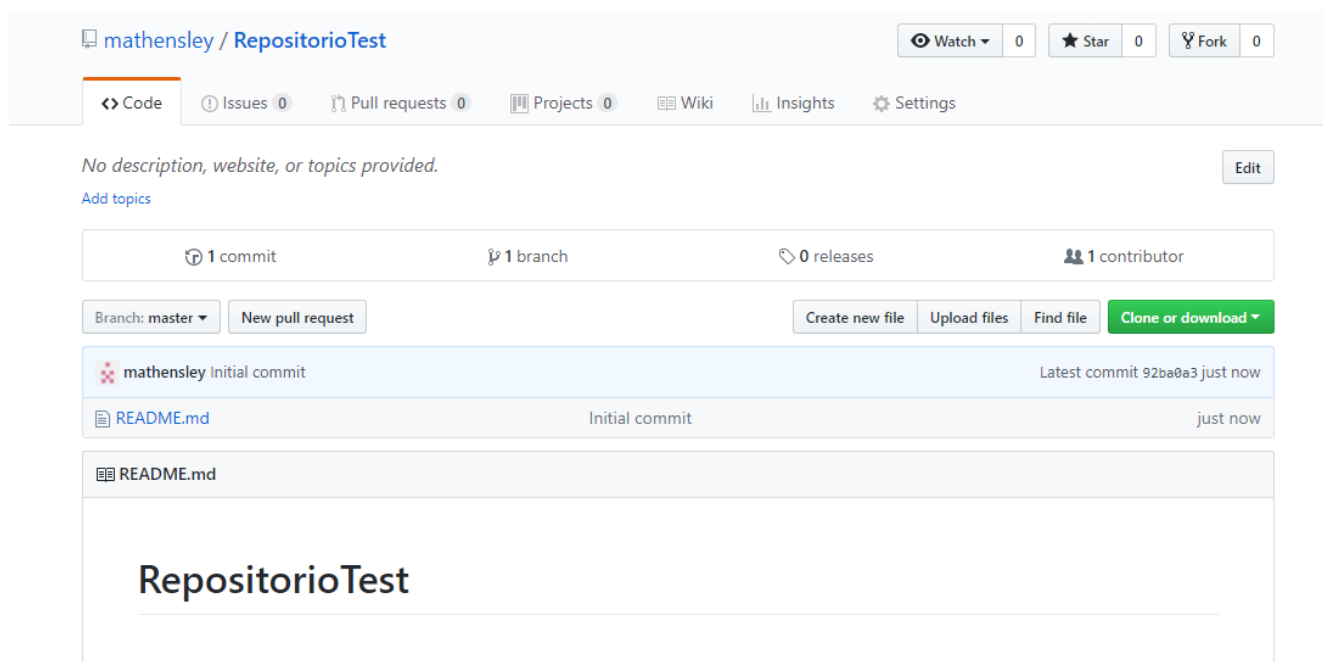 mathensley / RepositorioTest
Watch 0 Star 0 Fork 0
Code Issues 0 Pull requests 0 Projects 0 Wiki Insights Settings
No description, website, or topics provided.
Edit
Add topics
1 commit 1 branch 0 releases 1 contributor
Branch: master New pull request Create new file Upload files Find file Clone or download
mathensley Initial commit Latest commit 92ba0a3 just now
README.md Initial commit just now
README.md
RepositorioTest